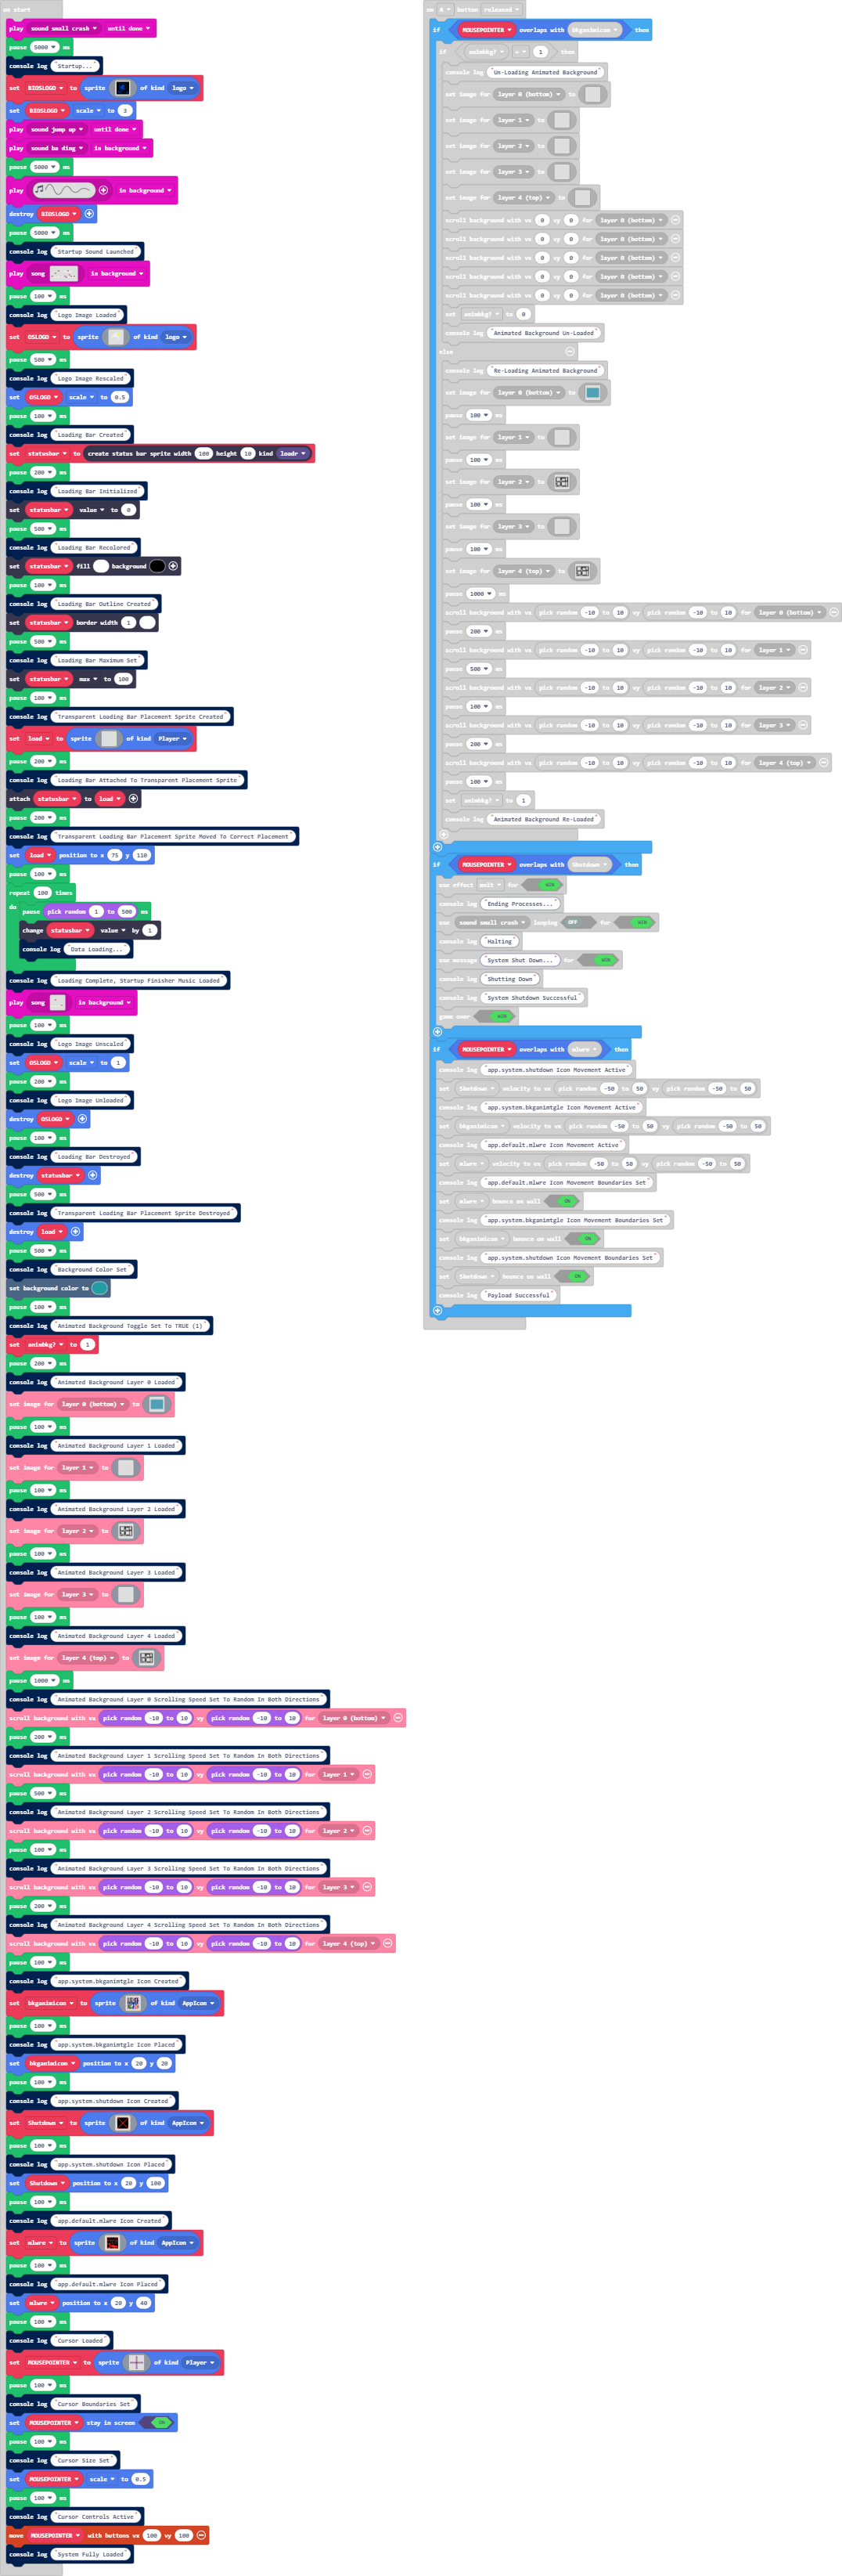 on start
play sound small crash until done
pause 5000 ms
console log "Startup..."
set BIOSLOGO to sprite of kind logo
set BIOSLOGO scale to 3
play sound jump up until done
play sound ba ding in background
pause 5000 ms
play in background
destroy BIOSLOGO
pause 5000 ms
console log "Startup Sound Launched"
play song in background
pause 100 ms
console log "Logo Image Loaded"
set OSLOGO to sprite of kind logo
pause 500 ms
console log "Logo Image Rescaled"
set OSLOGO scale to 0.5
pause 100 ms
console log "Loading Bar Created"
set statusbar to create status bar sprite width 100 height 10 kind loadr
pause 200 ms
console log "Loading Bar Initialized"
set statusbar value to 0
pause 500 ms
console log "Loading Bar Recolored"
set statusbar fill background
pause 100 ms
console log "Loading Bar Outline Created"
set statusbar border width 1
pause 500 ms
console log "Loading Bar Maximum Set"
set statusbar max to 100
pause 100 ms
console log "Transparent Loading Bar Placement Sprite Created"
set load to sprite of kind Player
pause 200 ms
console log "Loading Bar Attached To Transparent Placement Sprite"
attach statusbar to load
pause 200 ms
console log "Transparent Loading Bar Placement Sprite Moved To Correct Placement"
set load position to x 75 y 110
pause 100 ms
repeat 100 times
do pause pick random 1 to 500 ms
change statusbar value by 1
console log "Data Loading..."
console log "Loading Complete, Startup Finisher Music Loaded"
play song in background
pause 100 ms
console log "Logo Image Unscaled"
set OSLOGO scale to 1
pause 200 ms
console log "Logo Image Unloaded"
destroy OSLOGO
pause 100 ms
console log "Loading Bar Destroyed"
destroy statusbar
pause 500 ms
console log "Transparent Loading Bar Placement Sprite Destroyed"
destroy load
pause 500 ms
console log "Background Color Set"
set background color to
pause 100 ms
console log "Animated Background Toggle Set To TRUE (1)"
set animbkg? to 1
pause 200 ms
console log "Animated Background Layer 0 Loaded"
set image for layer 0 (bottom) to
pause 100 ms
console log "Animated Background Layer 1 Loaded"
set image for layer 1 to
pause 100 ms
console log "Animated Background Layer 2 Loaded"
set image for layer 2 to
pause 100 ms
console log "Animated Background Layer 3 Loaded"
set image for layer 3 to
pause 100 ms
console log "Animated Background Layer 4 Loaded"
set image for layer 4 (top) to
pause 1000 ms
console log "Animated Background Layer 0 Scrolling Speed Set To Random In Both Directions"
scroll background with vx pick random -10 to 10 vy pick random -10 to 10 for layer 0 (bottom)
pause 200 ms
console log "Animated Background Layer 1 Scrolling Speed Set To Random In Both Directions"
scroll background with vx pick random -10 to 10 vy pick random -10 to 10 for layer 1
pause 500 ms
console log "Animated Background Layer 2 Scrolling Speed Set To Random In Both Directions"
scroll background with vx pick random -10 to 10 vy pick random -10 to 10 for layer 2
pause 100 ms
console log "Animated Background Layer 3 Scrolling Speed Set To Random In Both Directions"
scroll background with vx pick random -10 to 10 vy pick random -10 to 10 for layer 3
pause 200 ms
console log "Animated Background Layer 4 Scrolling Speed Set To Random In Both Directions"
scroll background with vx pick random -10 to 10 vy pick random -10 to 10 for layer 4 (top)
pause 100 ms
console log "app.system.bkganimtgle Icon Created"
set bkganimicon to sprite of kind AppIcon
pause 100 ms
console log "app.system.bkganimtgle Icon Placed"
set bkganimicon position to x 20 y 20
pause 100 ms
console log "app.system.shutdown Icon Created"
set Shutdown to sprite of kind AppIcon
pause 100 ms
console log "app.system.shutdown Icon Placed"
set Shutdown position to x 20 y 100
pause 100 ms
console log "app.default.mlwre Icon Created"
set mlwre to sprite of kind AppIcon
pause 100 ms
console log "app.default.mlwre Icon Placed"
set mlwre position to x 20 y 40
pause 100 ms
console log "Cursor Loaded"
set MOUSEPOINTER to sprite of kind Player
pause 100 ms
console log "Cursor Boundaries Set"
set MOUSEPOINTER stay in screen ON
pause 100 ms
console log "Cursor Size Set"
set MOUSEPOINTER scale to 0.5
pause 100 ms
console log "Cursor Controls Active"
move MOUSEPOINTER with buttons vx 100 vy 100
console log "System Fully Loaded"
on A button released
if MOUSEPOINTER overlaps with bkganimicon then
if animbkg? = 1 then
console log "Un-Loading Animated Background"
set image for layer 0 (bottom) to
set image for layer 1 to
set image for layer 2 to
set image for layer 3 to
set image for layer 4 (top) to
scroll background with vx 0 vy 0 for layer 0 (bottom)
scroll background with vx 0 vy 0 for layer 0 (bottom)
scroll background with vx 0 vy 0 for layer 0 (bottom)
scroll background with vx 0 vy 0 for layer 0 (bottom)
scroll background with vx 0 vy 0 for layer 0 (bottom)
set animbkg? to 0
console log "Animated Background Un-Loaded"
else
console log "Re-Loading Animated Background"
set image for layer 0 (bottom) to
pause 100 ms
set image for layer 1 to
pause 100 ms
set image for layer 2 to
pause 100 ms
set image for layer 3 to
pause 100 ms
set image for layer 4 (top) to
pause 1000 ms
scroll background with vx pick random -10 to 10 vy pick random -10 to 10 for layer 0 (bottom)
pause 200 ms
scroll background with vx pick random -10 to 10 vy pick random -10 to 10 for layer 1
pause 500 ms
scroll background with vx pick random -10 to 10 vy pick random -10 to 10 for layer 2
pause 100 ms
scroll background with vx pick random -10 to 10 vy pick random -10 to 10 for layer 3
pause 200 ms
scroll background with vx pick random -10 to 10 vy pick random -10 to 10 for layer 4 (top)
pause 100 ms
set animbkg? to 1
console log "Animated Background Re-Loaded"
if MOUSEPOINTER overlaps with Shutdown then
use effect melt for WIN
console log "Ending Processes..."
use sound small crash looping OFF for WIN
console log "Halting"
use message "System Shut Down..." for WIN
console log "Shutting Down"
console log "System Shutdown Successful"
game over WIN
if MOUSEPOINTER overlaps with mlwre then
console log "app.system.shutdown Icon Movement Active"
set Shutdown velocity to vx pick random -50 to 50 vy pick random -50 to 50
console log "app.system.bkganimtgle Icon Movement Active"
set bkganimicon velocity to vx pick random -50 to 50 vy pick random -50 to 50
console log "app.default.mlwre Icon Movement Active"
set mlwre velocity to vx pick random -50 to 50 vy pick random -50 to 50
console log "app.default.mlwre Icon Movement Boundaries Set"
set mlwre bounce on wall ON
console log "app.system.bkganimtgle Icon Movement Boundaries Set"
set bkganimicon bounce on wall ON
console log "app.system.shutdown Icon Movement Boundaries Set"
set Shutdown bounce on wall ON
console log "Payload Successful"